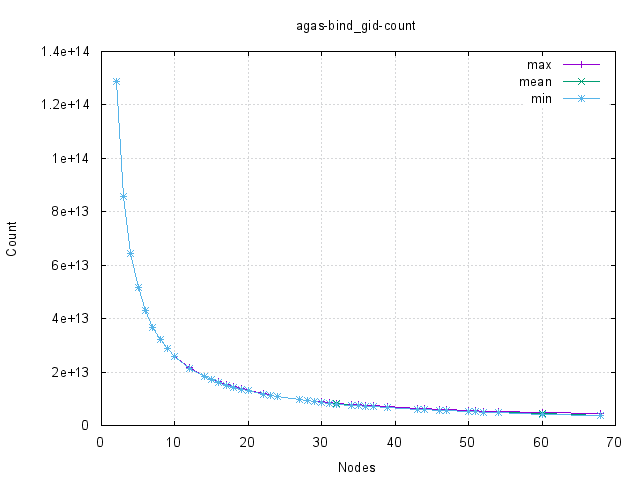 agas-bind_gid-count
max
mean
min
1.4e+14
1.2e+14
1e+14
8e+13
6e+13
4e+13
2e+13
0
Count
0 10 20 30 40 50 60 70
Nodes